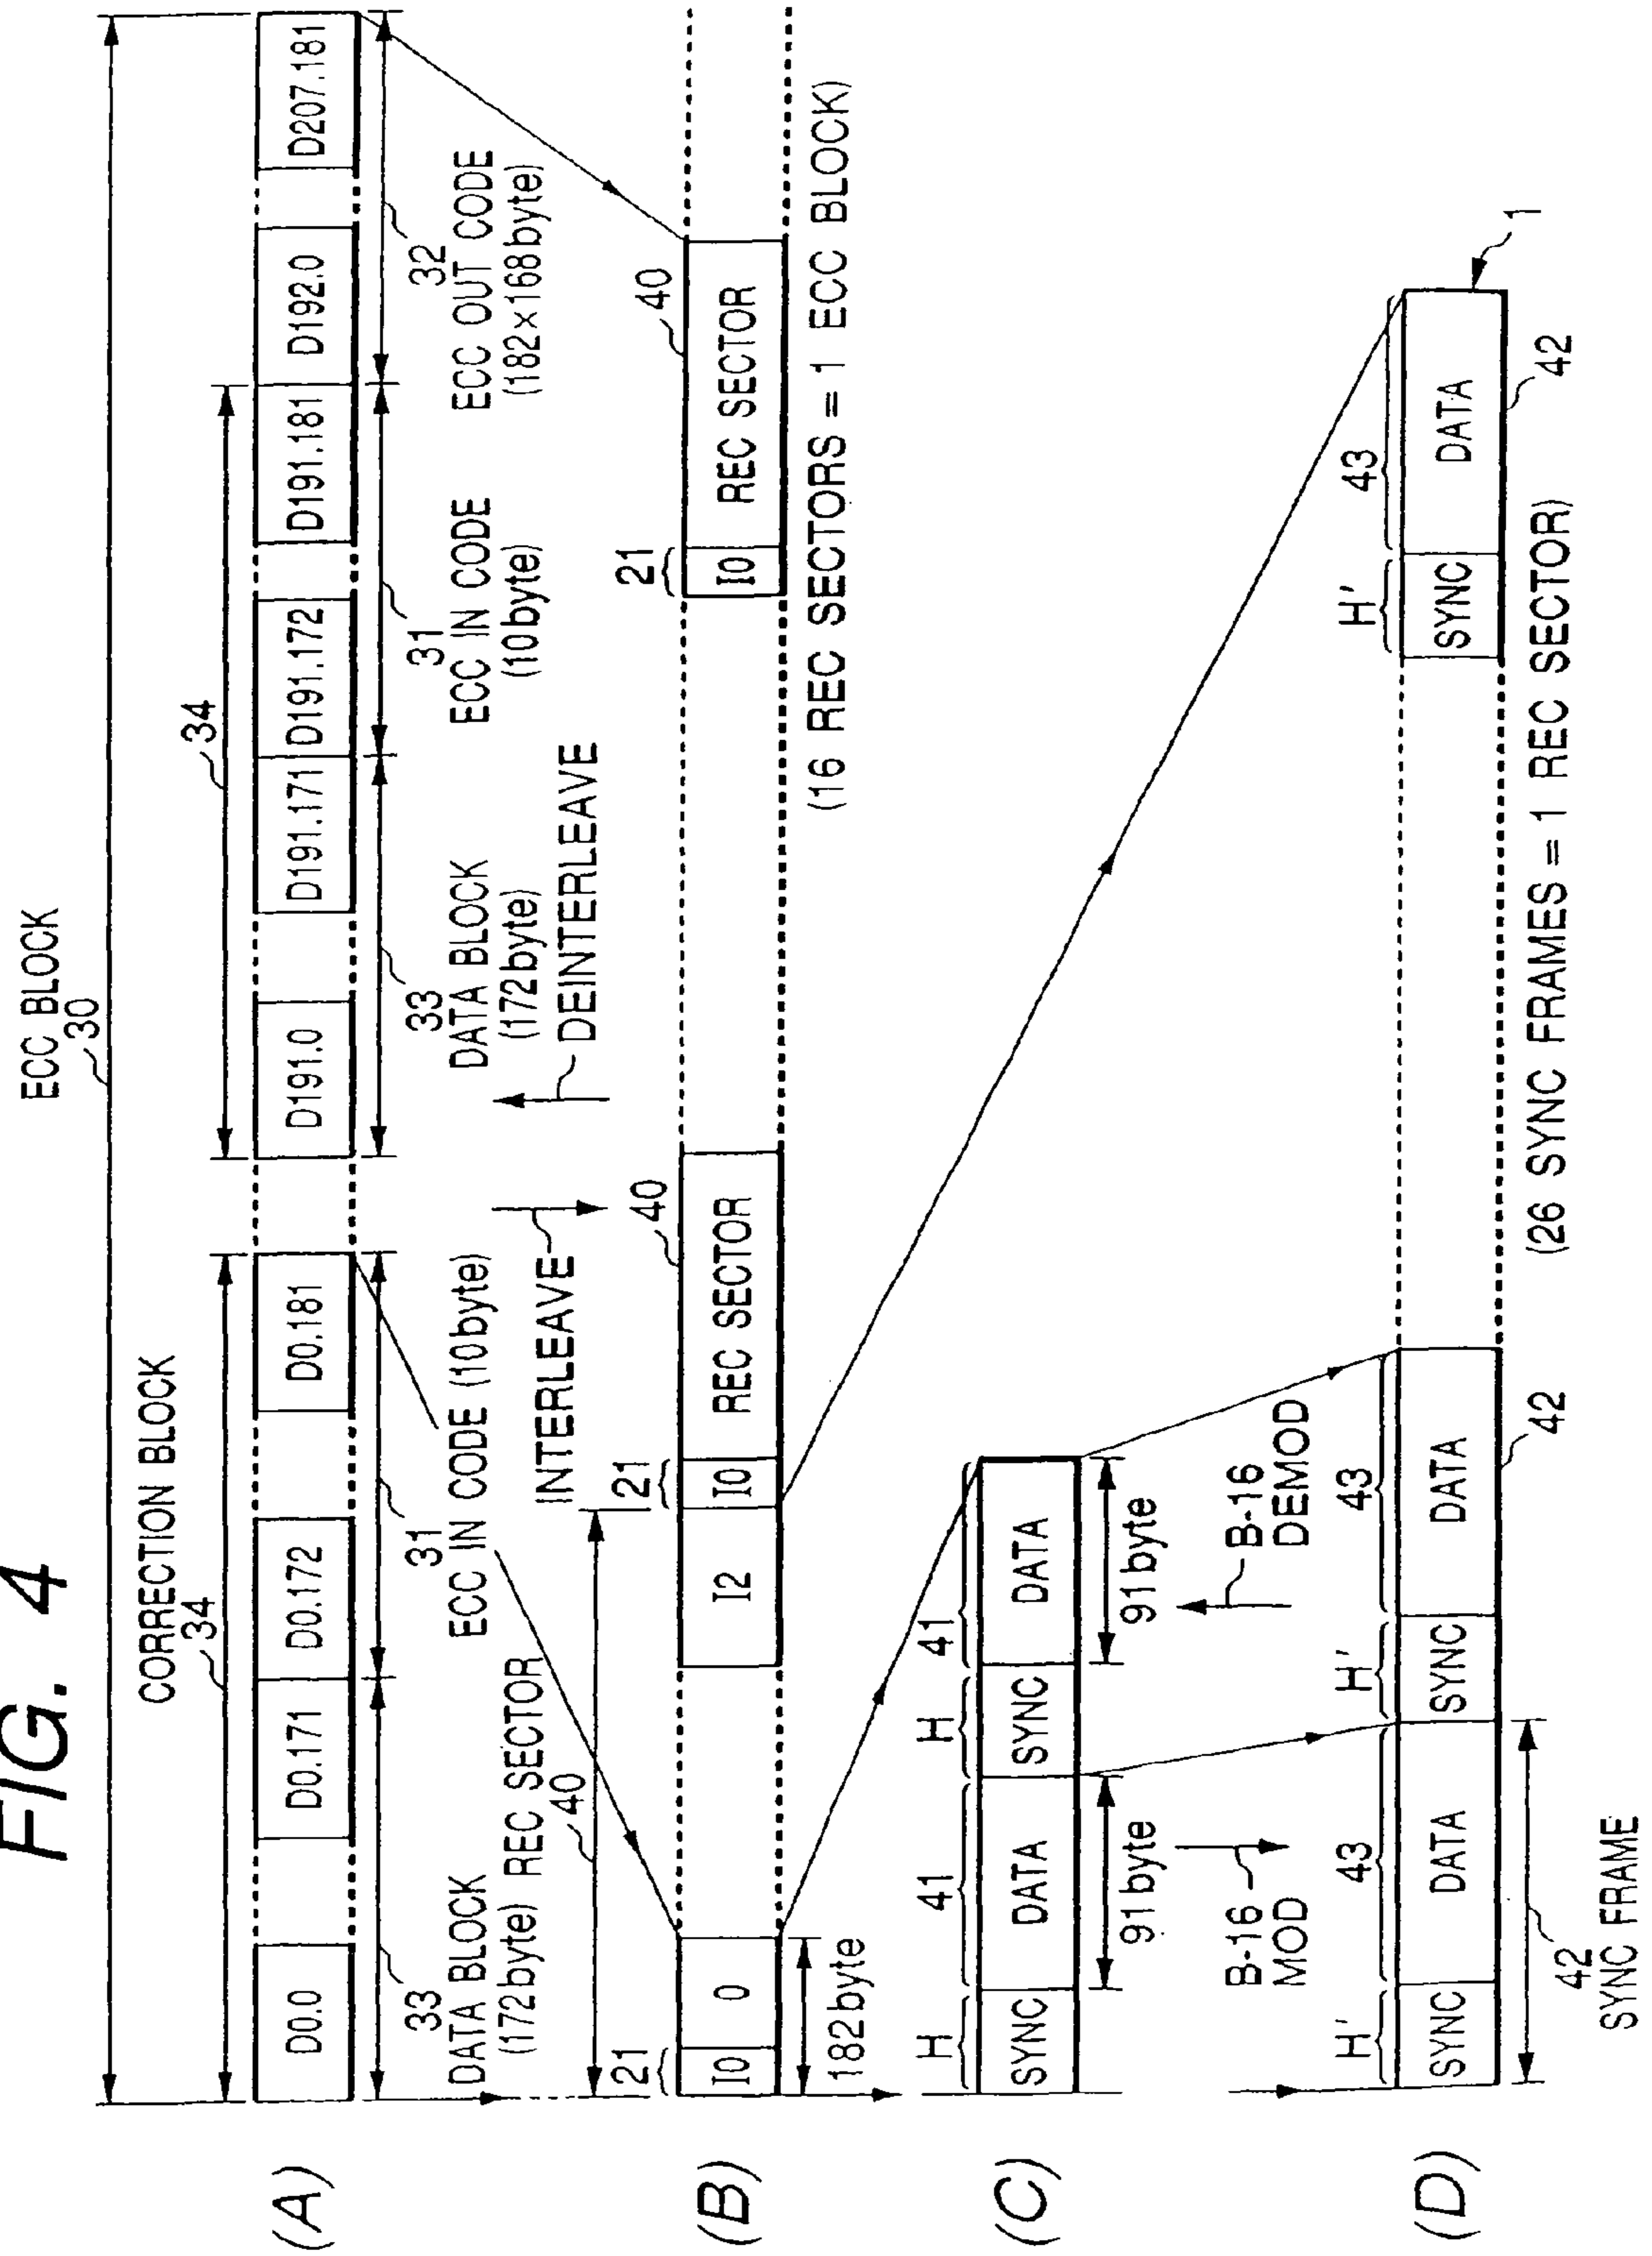 FIG. 4
ECC BLOCK
30
CORRECTION BLOCK
34
34
(A)
D0.0
D0.171
D0.172
D0.181
D191.0
D191.171
D191.172
D191.181
D192.0
D207.181
33
DATA BLOCK
(172byte)
31
ECC IN CODE (10byte)
33
DATA BLOCK
(172byte)
31
ECC IN CODE
(10byte)
32
ECC OUT CODE
(182×168byte)
REC SECTOR
40
INTERLEAVE
DEINTERLEAVE
21
21
40
21
40
(B)
I0
0
I2
I0
REC SECTOR
I0
REC SECTOR
182byte
(16 REC SECTORS = 1 ECC BLOCK)
H
41
H
41
(C)
SYNC
DATA
SYNC
DATA
91byte
91byte
B-16
MOD
B-16
DEMOD
H'
43
H'
43
H'
43
1
(D)
SYNC
DATA
SYNC
DATA
SYNC
DATA
42
42
42
SYNC FRAME
(26 SYNC FRAMES = 1 REC SECTOR)